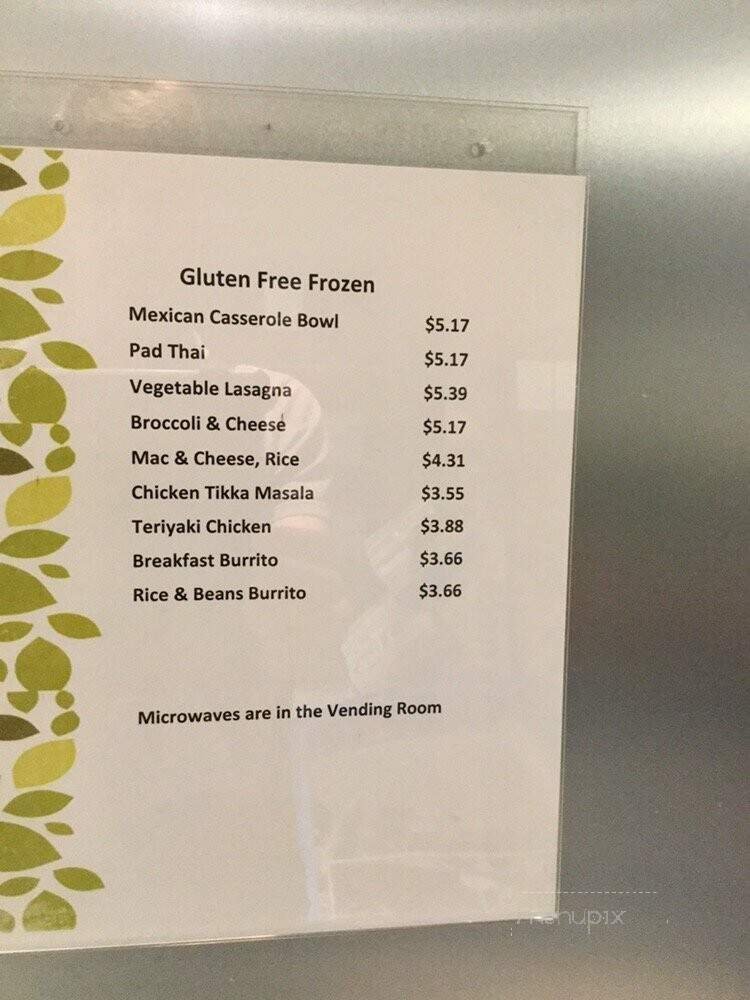 Gluten Free Frozen
Mexican Casserole Bowl $5.17
Pad Thai $5.17
Vegetable Lasagna $5.39
Broccoli & Cheese $5.17
Mac & Cheese, Rice $4.31
Chicken Tikka Masala $3.55
Teriyaki Chicken $3.88
Breakfast Burrito $3.66
Rice & Beans Burrito $3.66
Microwaves are in the Vending Room
menupix